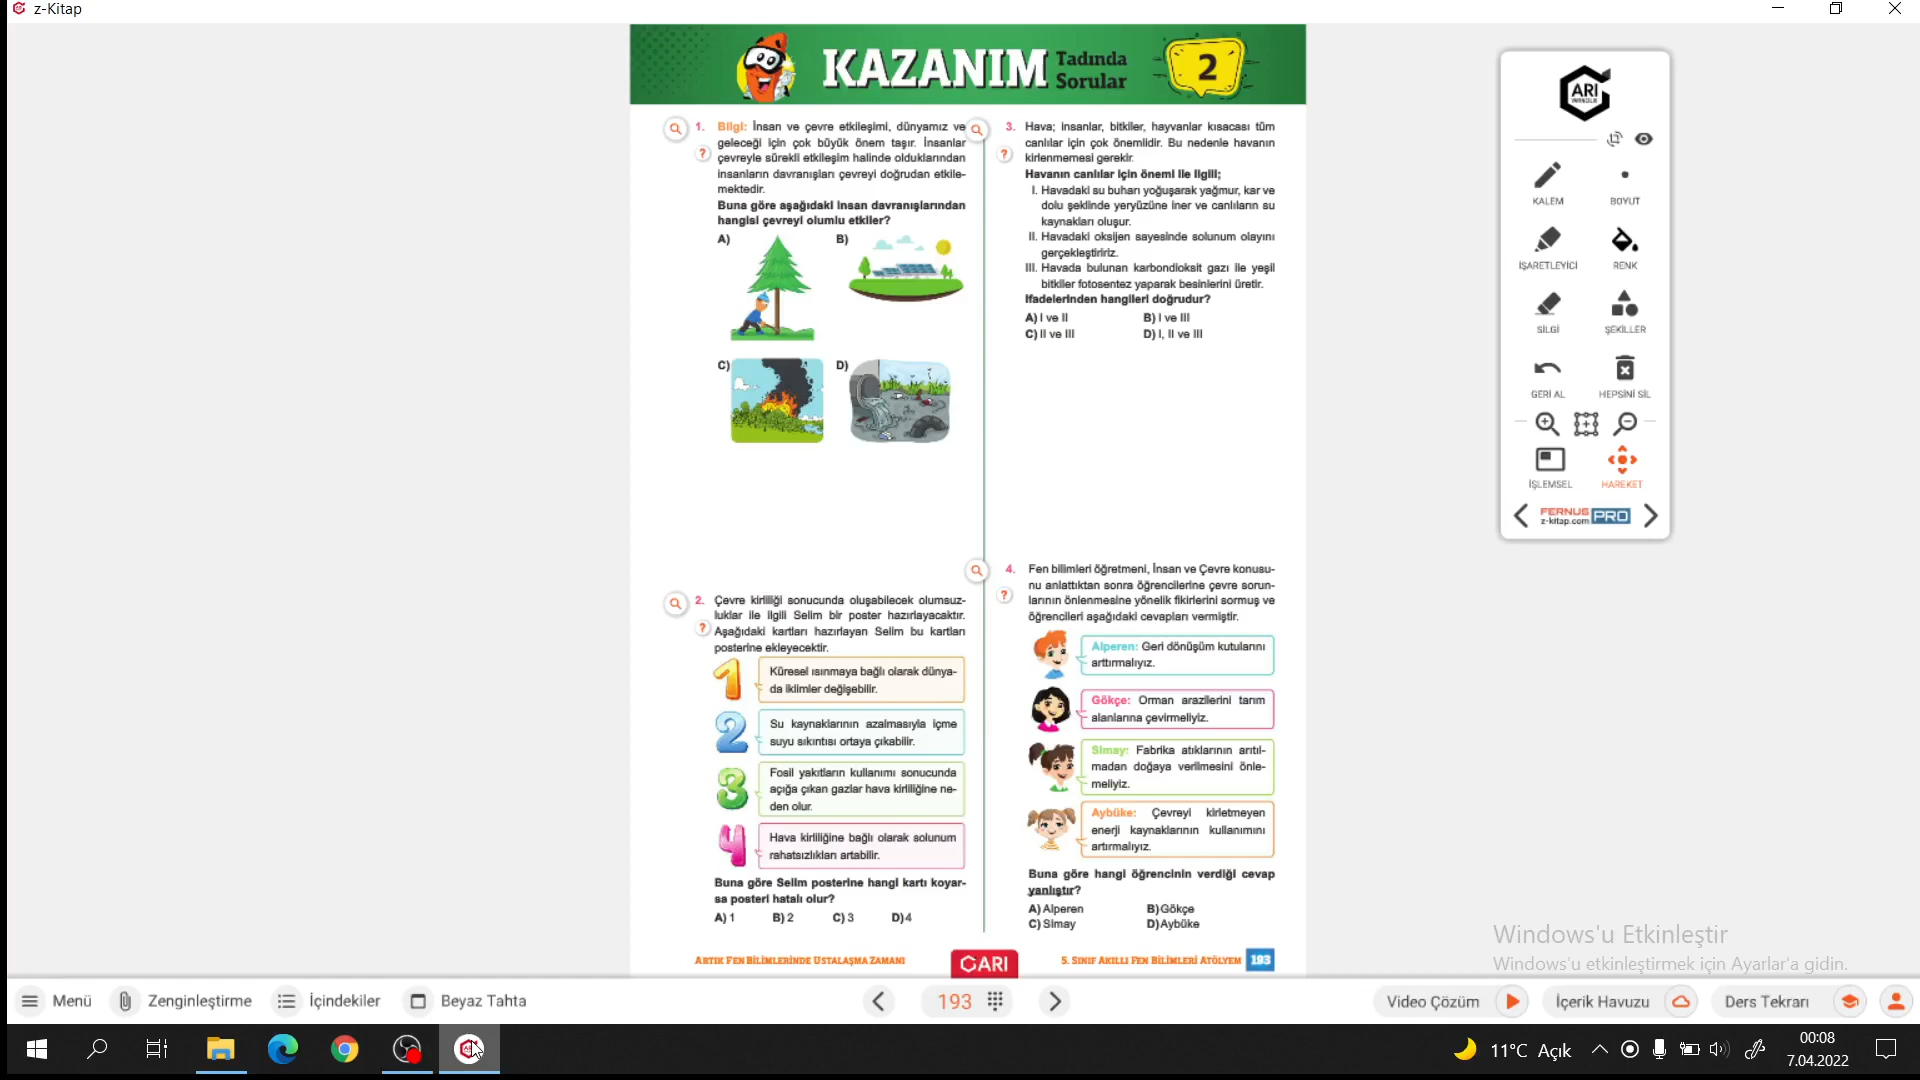 z-Kitap
KAZANIM Tadında Sorular 2
1. Bilgi: İnsan ve çevre etkileşimi, dünyamız ve
geleceği için çok büyük önem taşır. İnsanlar
çevreyle sürekli etkileşim halinde olduklarından
insanların davranışları çevreyi doğrudan etkile-
mektedir.
Buna göre aşağıdaki insan davranışlarından
hangisi çevreyi olumlu etkiler?
A)
B)
C)
D)
2. Çevre kirliliği sonucunda oluşabilecek olumsuz-
luklar ile ilgili Selim bir poster hazırlayacaktır.
Aşağıdaki kartları hazırlayan Selim bu kartları
posterine ekleyecektir.
1 Küresel ısınmaya bağlı olarak dünya-
da iklimler değişebilir.
2 Su kaynaklarının azalmasıyla içme
suyu sıkıntısı ortaya çıkabilir.
3 Fosil yakıtların kullanımı sonucunda
açığa çıkan gazlar hava kirliliğine ne-
den olur.
4 Hava kirliliğine bağlı olarak solunum
rahatsızlıkları artabilir.
Buna göre Selim posterine hangi kartı koyar-
sa posteri hatalı olur?
A) 1 B) 2 C) 3 D) 4
3. Hava; insanlar, bitkiler, hayvanlar kısacası tüm
canlılar için çok önemlidir. Bu nedenle havanın
kirlenmemesi gerekir.
Havanın canlılar için önemi ile ilgili;
I. Havadaki su buharı yoğuşarak yağmur, kar ve
dolu şeklinde yeryüzüne iner ve canlıların su
kaynakları oluşur.
II. Havadaki oksijen sayesinde solunum olayını
gerçekleştiririz.
III. Havada bulunan karbondioksit gazı ile yeşil
bitkiler fotosentez yaparak besinlerini üretir.
ifadelerinden hangileri doğrudur?
A) I ve II B) I ve III
C) II ve III D) I, II ve III
4. Fen bilimleri öğretmeni, İnsan ve Çevre konusu-
nu anlattıktan sonra öğrencilerine çevre sorun-
larının önlenmesine yönelik fikirlerini sormuş ve
öğrencileri aşağıdaki cevapları vermiştir.
Alperen: Geri dönüşüm kutularını
arttırmalıyız.
Gökçe: Orman arazilerini tarım
alanlarına çevirmeliyiz.
Simay: Fabrika atıklarının arıtıl-
madan doğaya verilmesini önle-
meliyiz.
Aybüke: Çevreyi kirletmeyen
enerji kaynaklarının kullanımını
artırmalıyız.
Buna göre hangi öğrencinin verdiği cevap
yanlıştır?
A) Alperen B) Gökçe
C) Simay D) Aybüke
ARTIK FEN BİLİMLERİNDE USTALAŞMA ZAMANI
ARI
5. SINIF AKILLI FEN BİLİMLERİ ATÖLYEM 193
ARI
YAYINCILIK
KALEM BOYUT
İŞARETLEYİCİ RENK
SİLGİ ŞEKİLLER
GERİ AL HEPSİNİ SİL
İŞLEMSEL HAREKET
FERNUS
z-kitap.com PRO
Windows'u Etkinleştir
Windows'u etkinleştirmek için Ayarlar'a gidin.
Menü Zenginleştirme İçindekiler Beyaz Tahta 193 Video Çözüm İçerik Havuzu Ders Tekrarı
11°C Açık
00:08
7.04.2022